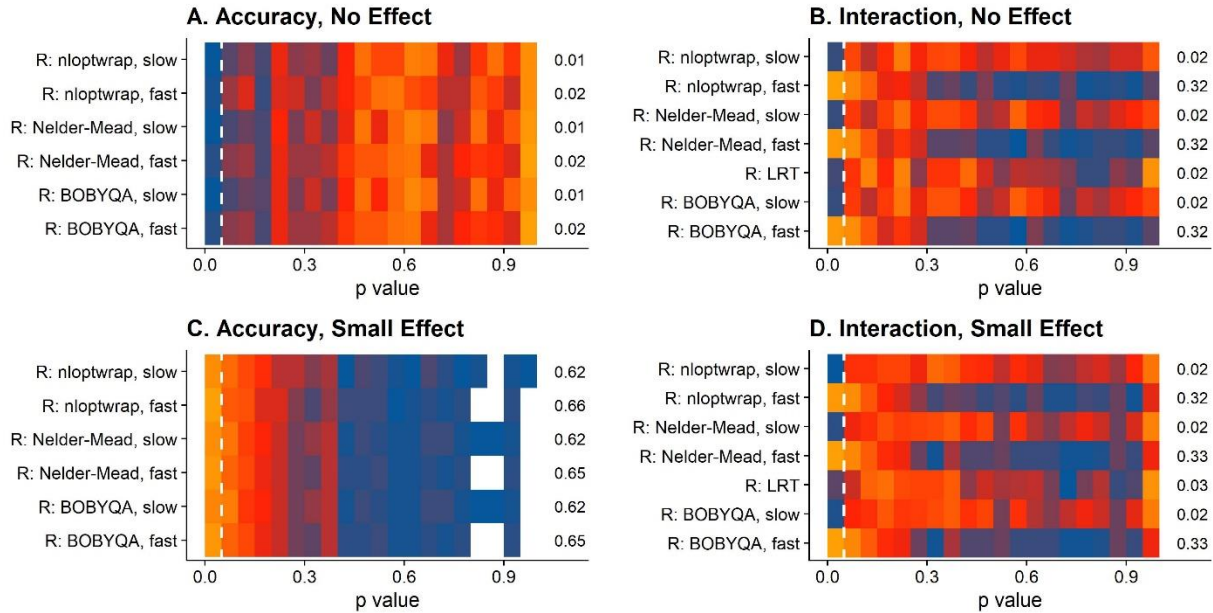 A. Accuracy, No Effect
R: nloptwrap, slow 0.01
R: nloptwrap, fast 0.02
R: Nelder-Mead, slow 0.01
R: Nelder-Mead, fast 0.02
R: BOBYQA, slow 0.01
R: BOBYQA, fast 0.02
0.0 0.3 0.6 0.9
p value
B. Interaction, No Effect
R: nloptwrap, slow 0.02
R: nloptwrap, fast 0.32
R: Nelder-Mead, slow 0.02
R: Nelder-Mead, fast 0.32
R: LRT 0.02
R: BOBYQA, slow 0.02
R: BOBYQA, fast 0.32
0.0 0.3 0.6 0.9
p value
C. Accuracy, Small Effect
R: nloptwrap, slow 0.62
R: nloptwrap, fast 0.66
R: Nelder-Mead, slow 0.62
R: Nelder-Mead, fast 0.65
R: BOBYQA, slow 0.62
R: BOBYQA, fast 0.65
0.0 0.3 0.6 0.9
p value
D. Interaction, Small Effect
R: nloptwrap, slow 0.02
R: nloptwrap, fast 0.32
R: Nelder-Mead, slow 0.02
R: Nelder-Mead, fast 0.33
R: LRT 0.03
R: BOBYQA, slow 0.02
R: BOBYQA, fast 0.33
0.0 0.3 0.6 0.9
p value